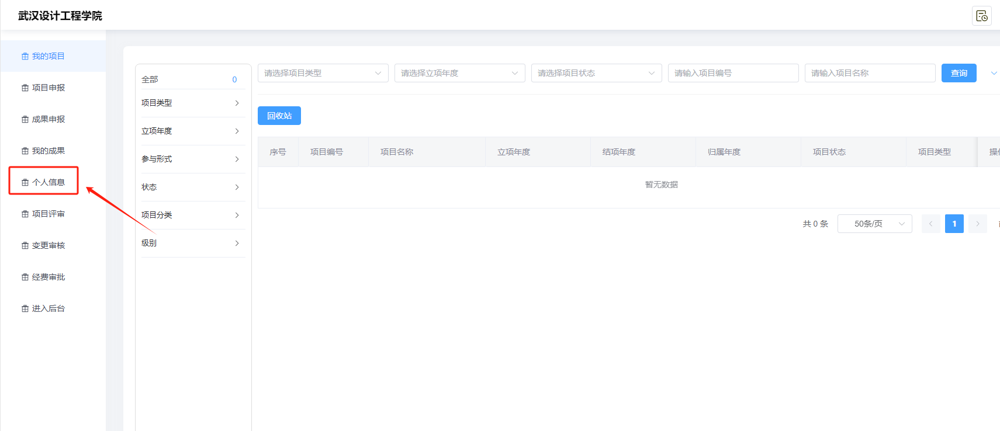 武汉设计工程学院
我的项目
项目申报
成果申报
我的成果
个人信息
项目评审
变更审核
经费审批
进入后台
全部 0
项目类型
立项年度
参与形式
状态
项目分类
级别
请选择项目类型 请选择立项年度 请选择项目状态 请输入项目编号 请输入项目名称 查询
回收站
序号 项目编号 项目名称 立项年度 结项年度 归属年度 项目状态 项目类型 操
暂无数据
共 0 条 50条/页 1